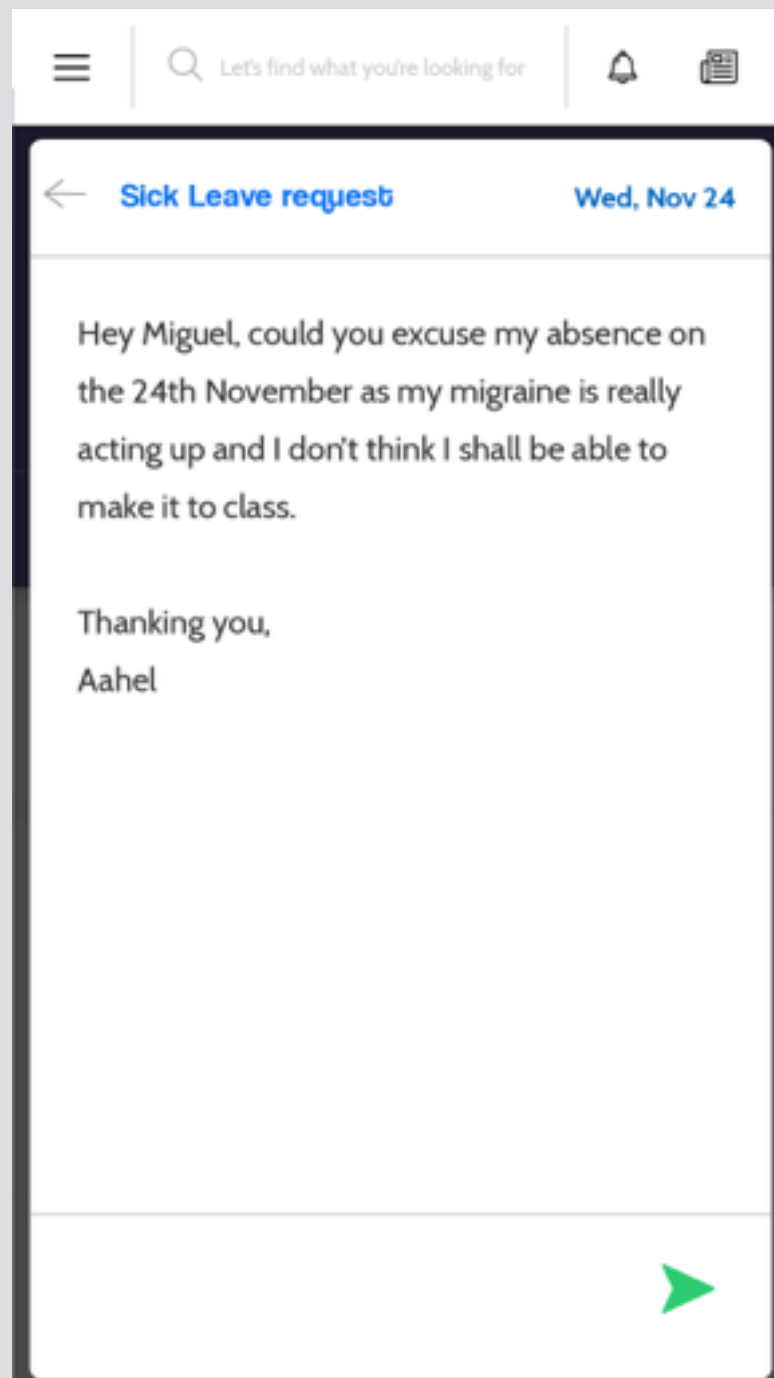 Let's find what you're looking for
Sick Leave request
Wed, Nov 24
Hey Miguel, could you excuse my absence on
the 24th November as my migraine is really
acting up and I don't think I shall be able to
make it to class.
Thanking you,
Aahel